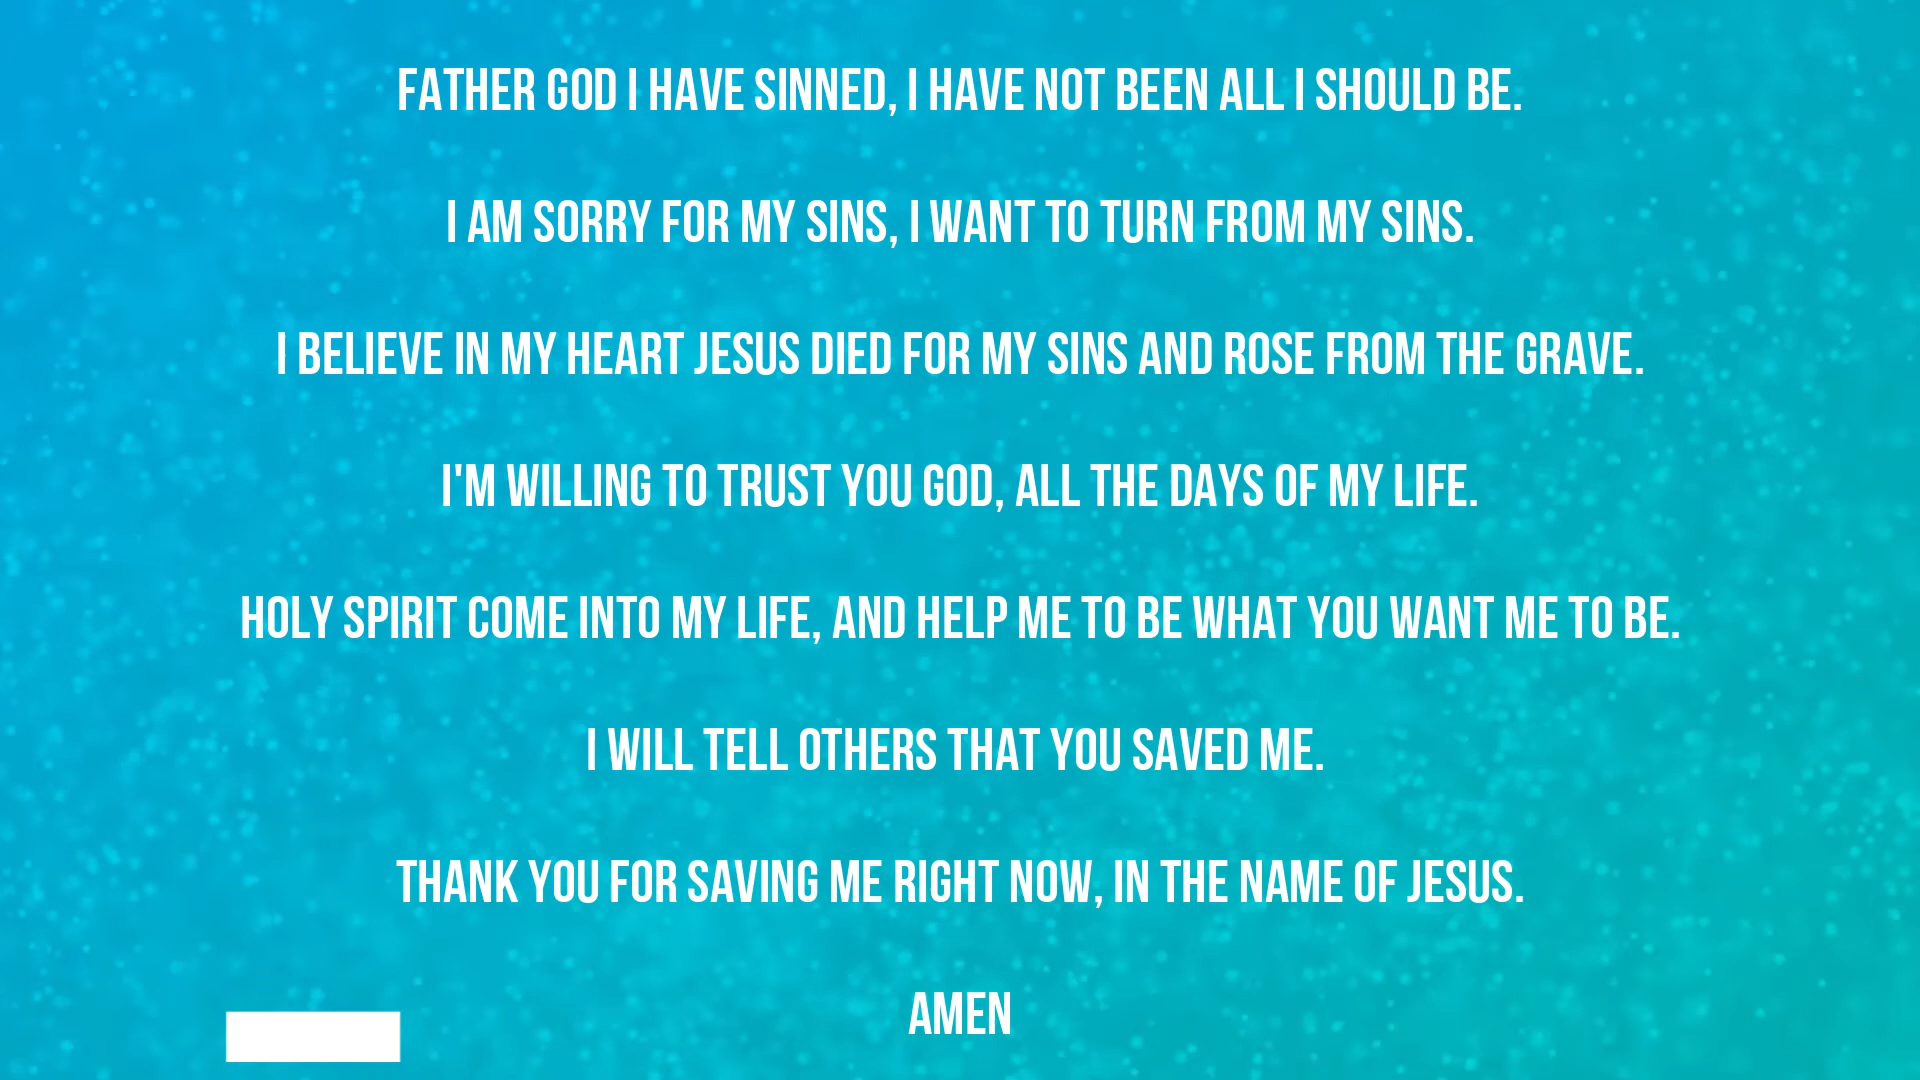 FATHER GOD I HAVE SINNED, I HAVE NOT BEEN ALL I SHOULD BE.
I AM SORRY FOR MY SINS, I WANT TO TURN FROM MY SINS.
I BELIEVE IN MY HEART JESUS DIED FOR MY SINS AND ROSE FROM THE GRAVE.
I'M WILLING TO TRUST YOU GOD, ALL THE DAYS OF MY LIFE.
HOLY SPIRIT COME INTO MY LIFE, AND HELP ME TO BE WHAT YOU WANT ME TO BE.
I WILL TELL OTHERS THAT YOU SAVED ME.
THANK YOU FOR SAVING ME RIGHT NOW, IN THE NAME OF JESUS.
AMEN